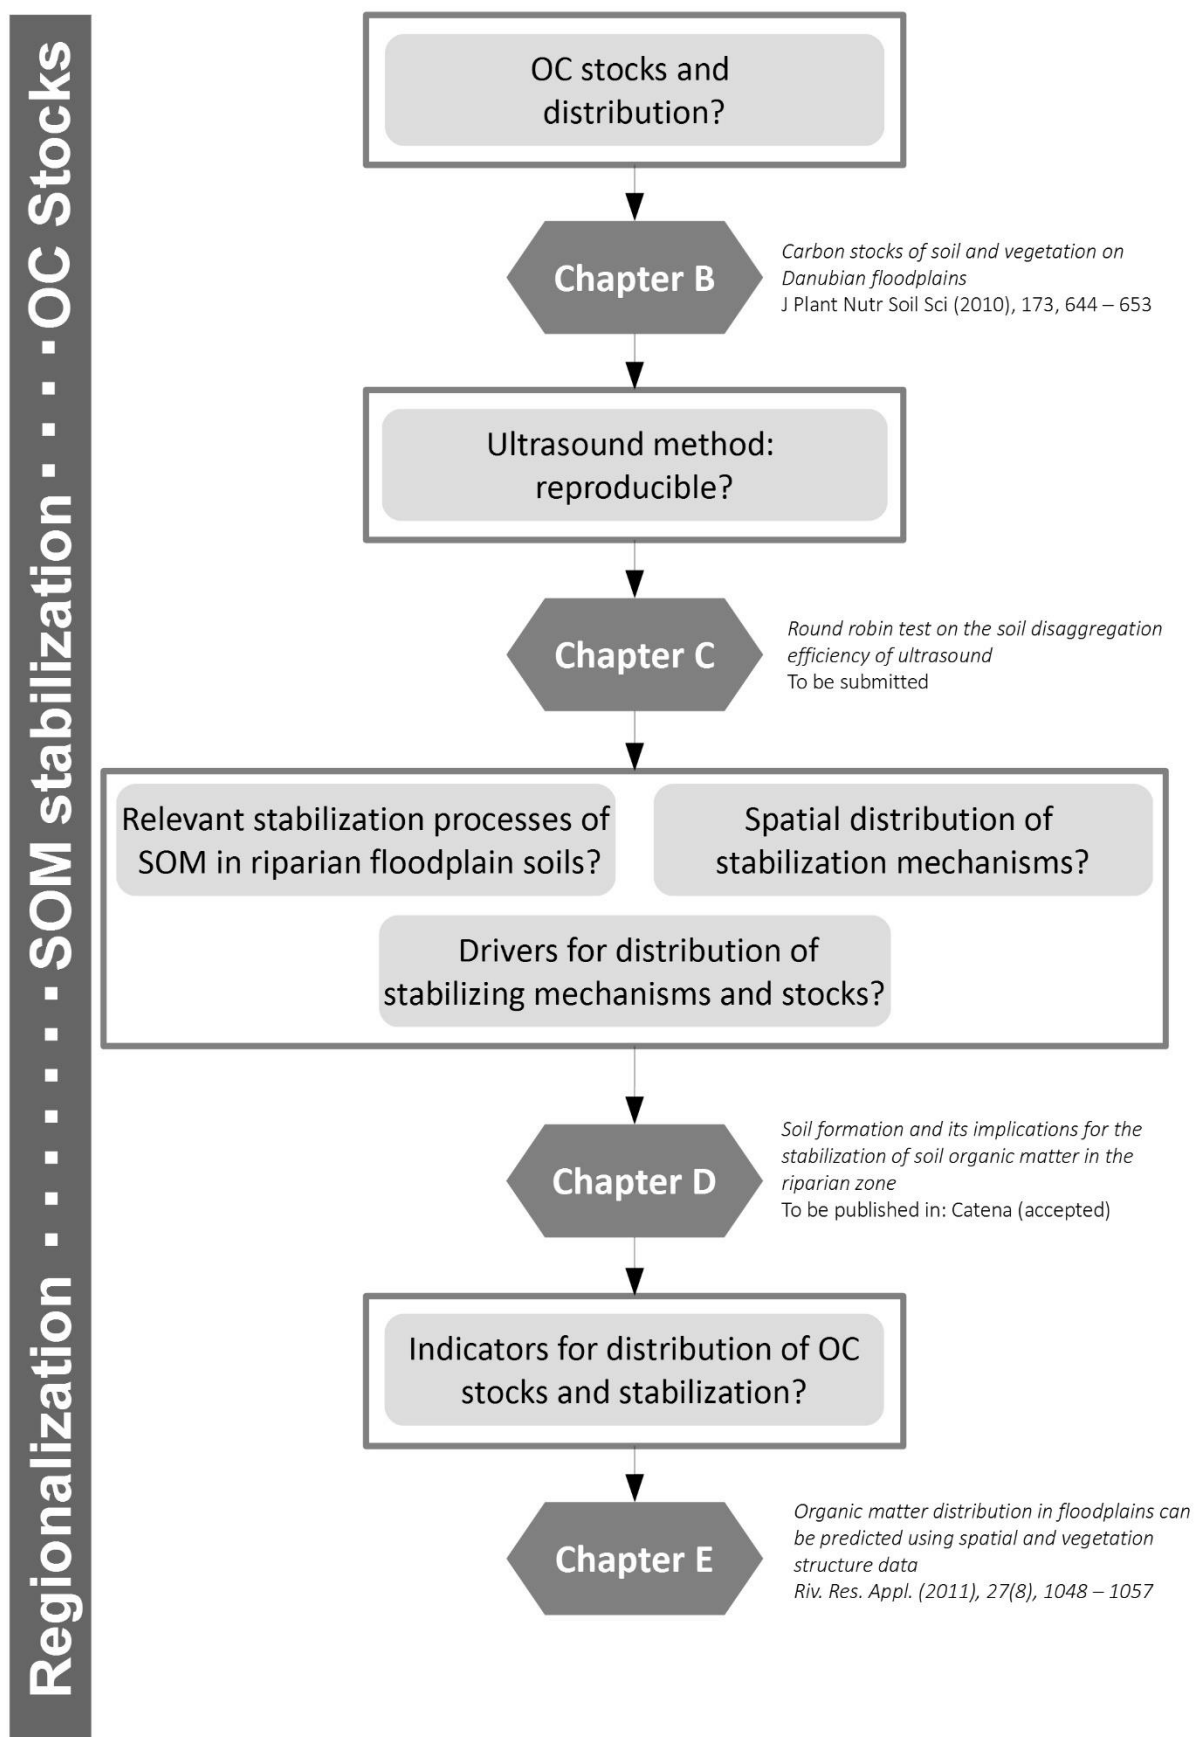 Regionalization · · · · · · SOM stabilization · · · · OC Stocks
OC stocks and
distribution?
Chapter B
Carbon stocks of soil and vegetation on
Danubian floodplains
J Plant Nutr Soil Sci (2010), 173, 644 – 653
Ultrasound method:
reproducible?
Chapter C
Round robin test on the soil disaggregation
efficiency of ultrasound
To be submitted
Relevant stabilization processes of
SOM in riparian floodplain soils?
Spatial distribution of
stabilization mechanisms?
Drivers for distribution of
stabilizing mechanisms and stocks?
Chapter D
Soil formation and its implications for the
stabilization of soil organic matter in the
riparian zone
To be published in: Catena (accepted)
Indicators for distribution of OC
stocks and stabilization?
Chapter E
Organic matter distribution in floodplains can
be predicted using spatial and vegetation
structure data
Riv. Res. Appl. (2011), 27(8), 1048 – 1057